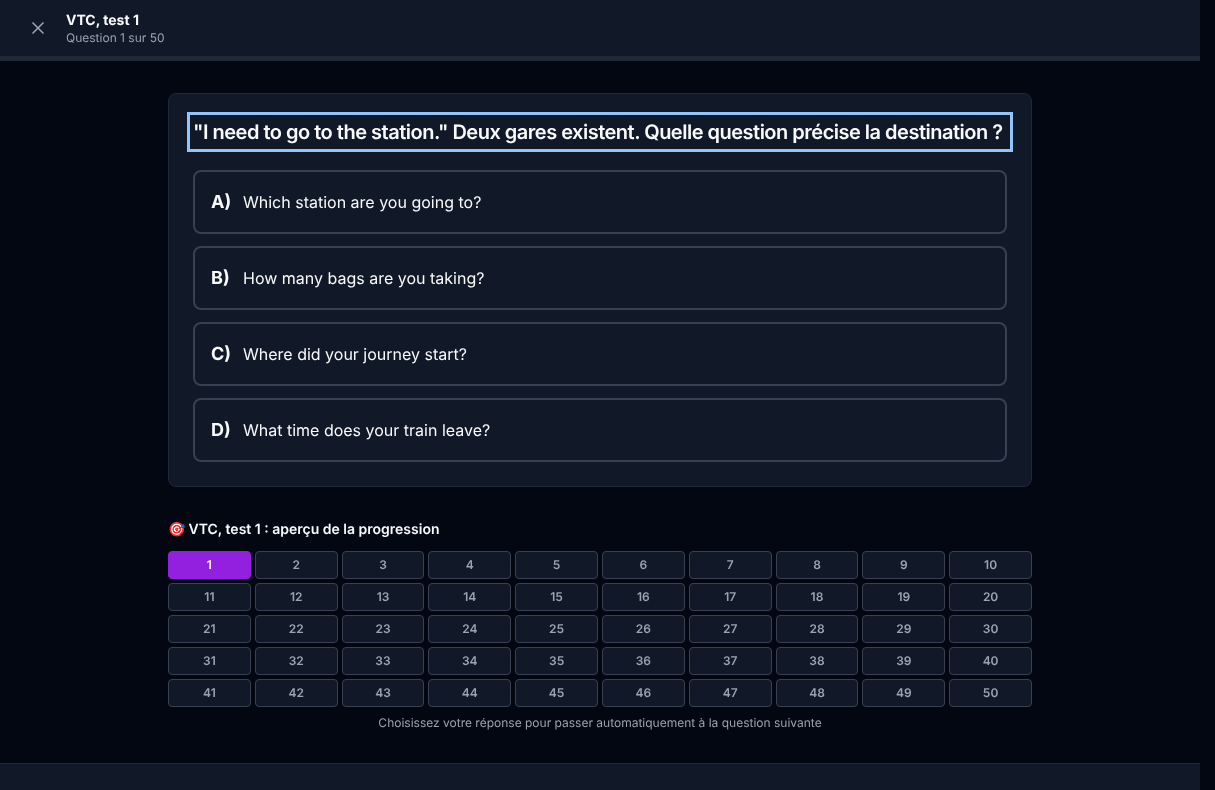 VTC, test 1
Question 1 sur 50
"I need to go to the station." Deux gares existent. Quelle question précise la destination ?
A) Which station are you going to?
B) How many bags are you taking?
C) Where did your journey start?
D) What time does your train leave?
🎯 VTC, test 1 : aperçu de la progression
1 2 3 4 5 6 7 8 9 10
11 12 13 14 15 16 17 18 19 20
21 22 23 24 25 26 27 28 29 30
31 32 33 34 35 36 37 38 39 40
41 42 43 44 45 46 47 48 49 50
Choisissez votre réponse pour passer automatiquement à la question suivante